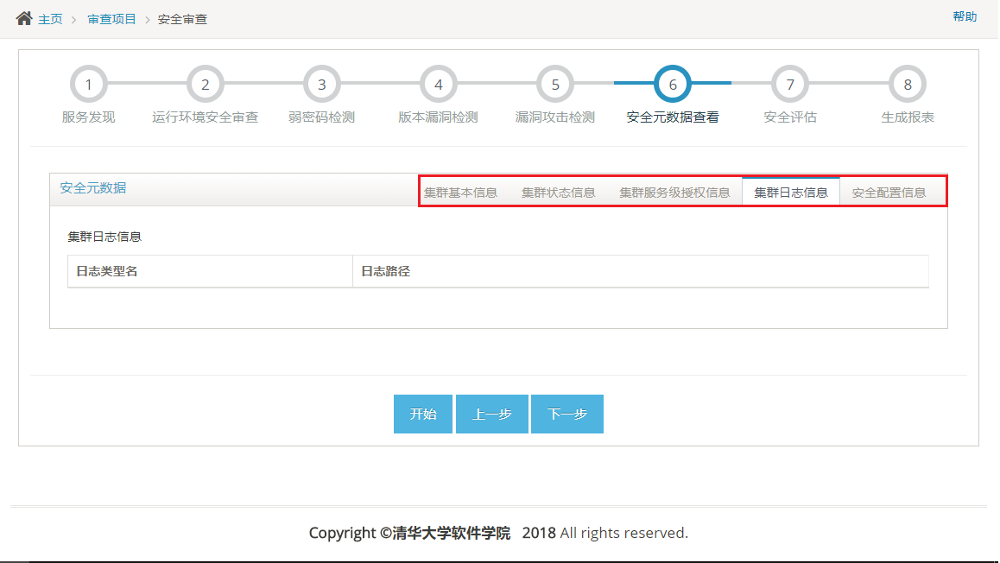 主页 > 审查项目 > 安全审查
帮助
1 2 3 4 5 6 7 8
服务发现 运行环境安全审查 弱密码检测 版本漏洞检测 漏洞攻击检测 安全元数据查看 安全评估 生成报表
安全元数据 集群基本信息 集群状态信息 集群服务级授权信息 集群日志信息 安全配置信息
集群日志信息
日志类型名 日志路径
开始 上一步 下一步
Copyright ©清华大学软件学院 2018 All rights reserved.